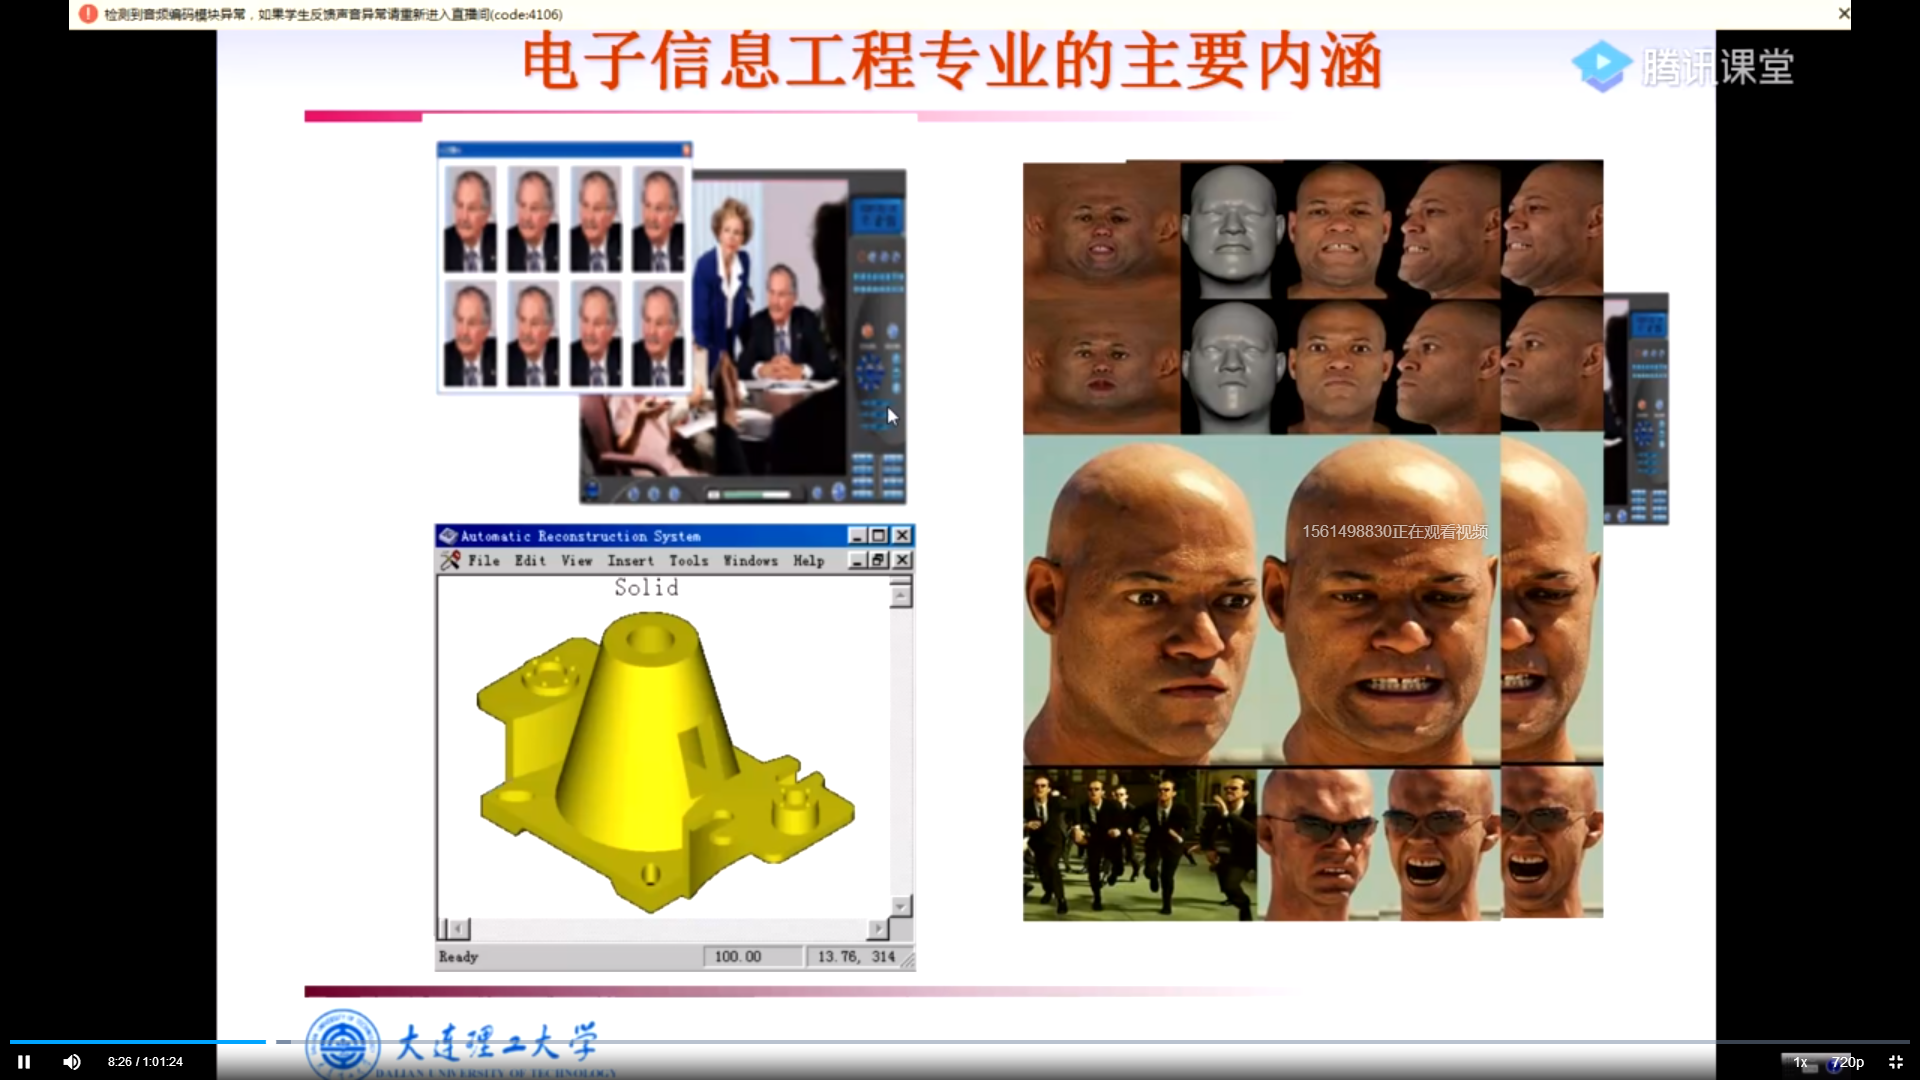 检测到音频编码模块异常，如果学生反馈声音异常请重新进入直播间(code:4106)
电子信息工程专业的主要内涵
腾讯课堂
1561498830正在观看视频
Automatic Reconstruction System
File Edit View Insert Tools Windows Help
Solid
Ready 100.00 13.76, 314
大连理工大学
DALIAN UNIVERSITY OF TECHNOLOGY
8:26 / 1:01:24 1x 720p